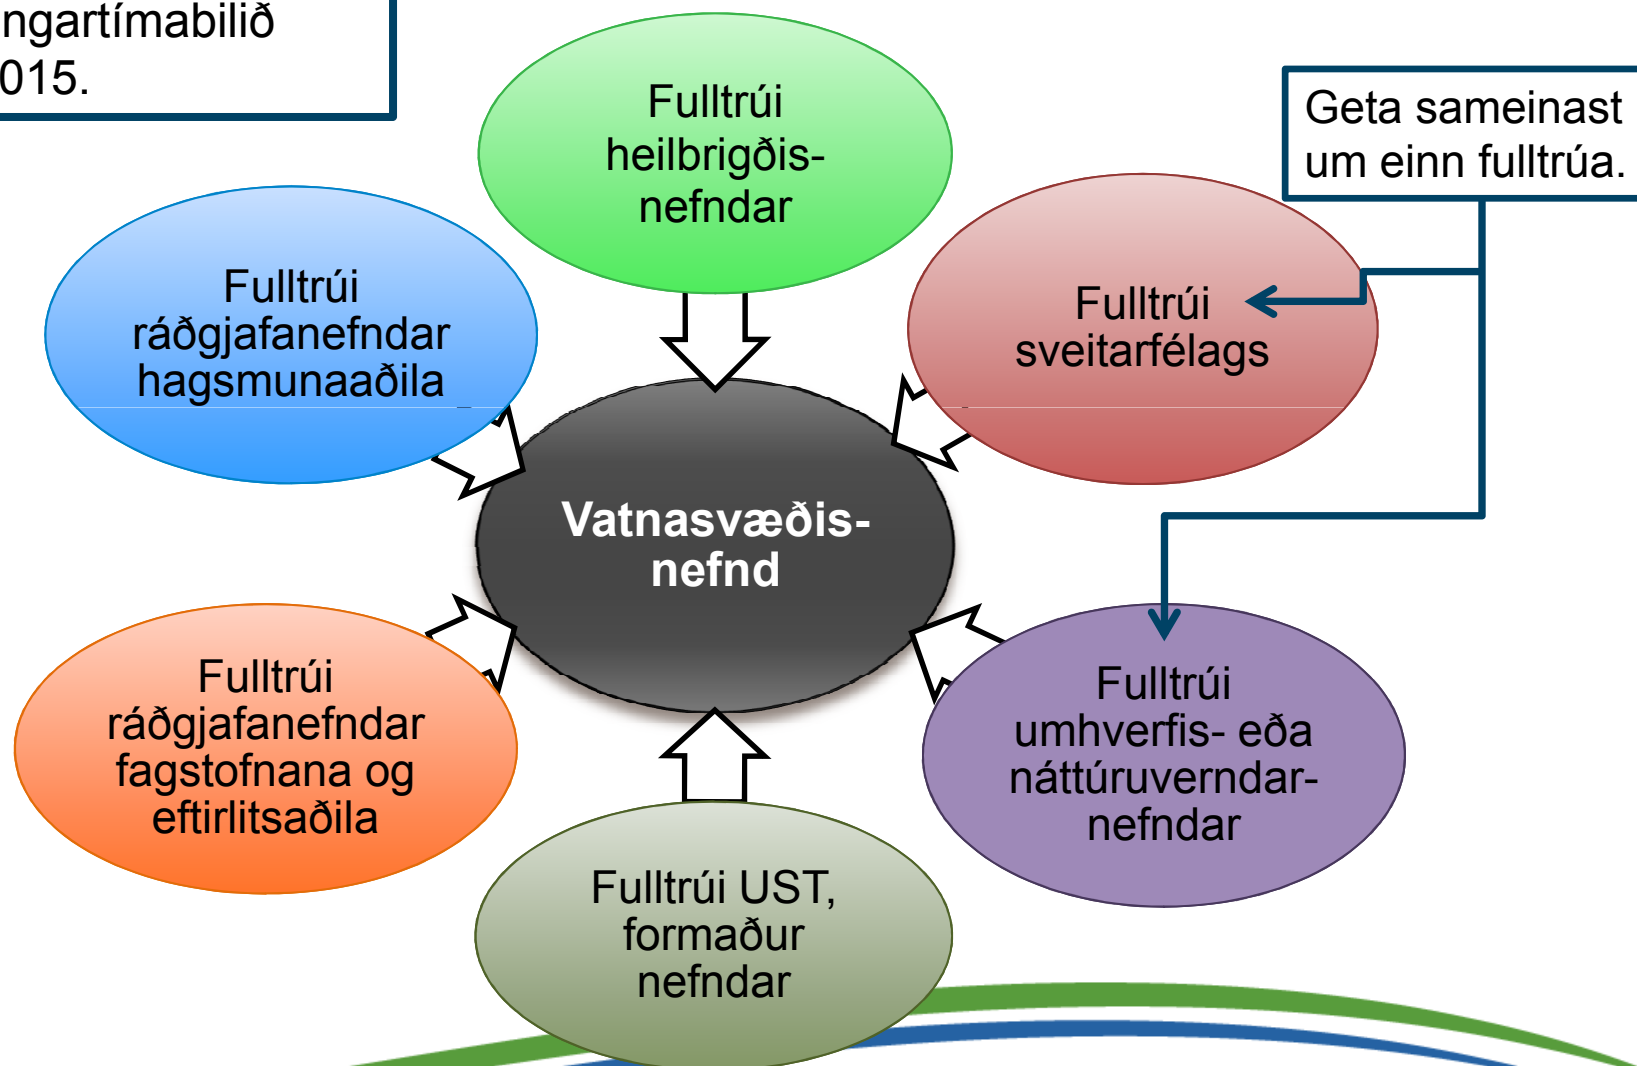 ngartímabilið
015.
Fulltrúi
heilbrigðis-
nefndar
Geta sameinast
um einn fulltrúa.
Fulltrúi
ráðgjafanefndar
hagsmunaaðila
Fulltrúi
sveitarfélags
Vatnasvæðis-
nefnd
Fulltrúi
ráðgjafanefndar
fagstofnana og
eftirlitsaðila
Fulltrúi
umhverfis- eða
náttúruverndar-
nefndar
Fulltrúi UST,
formaður
nefndar